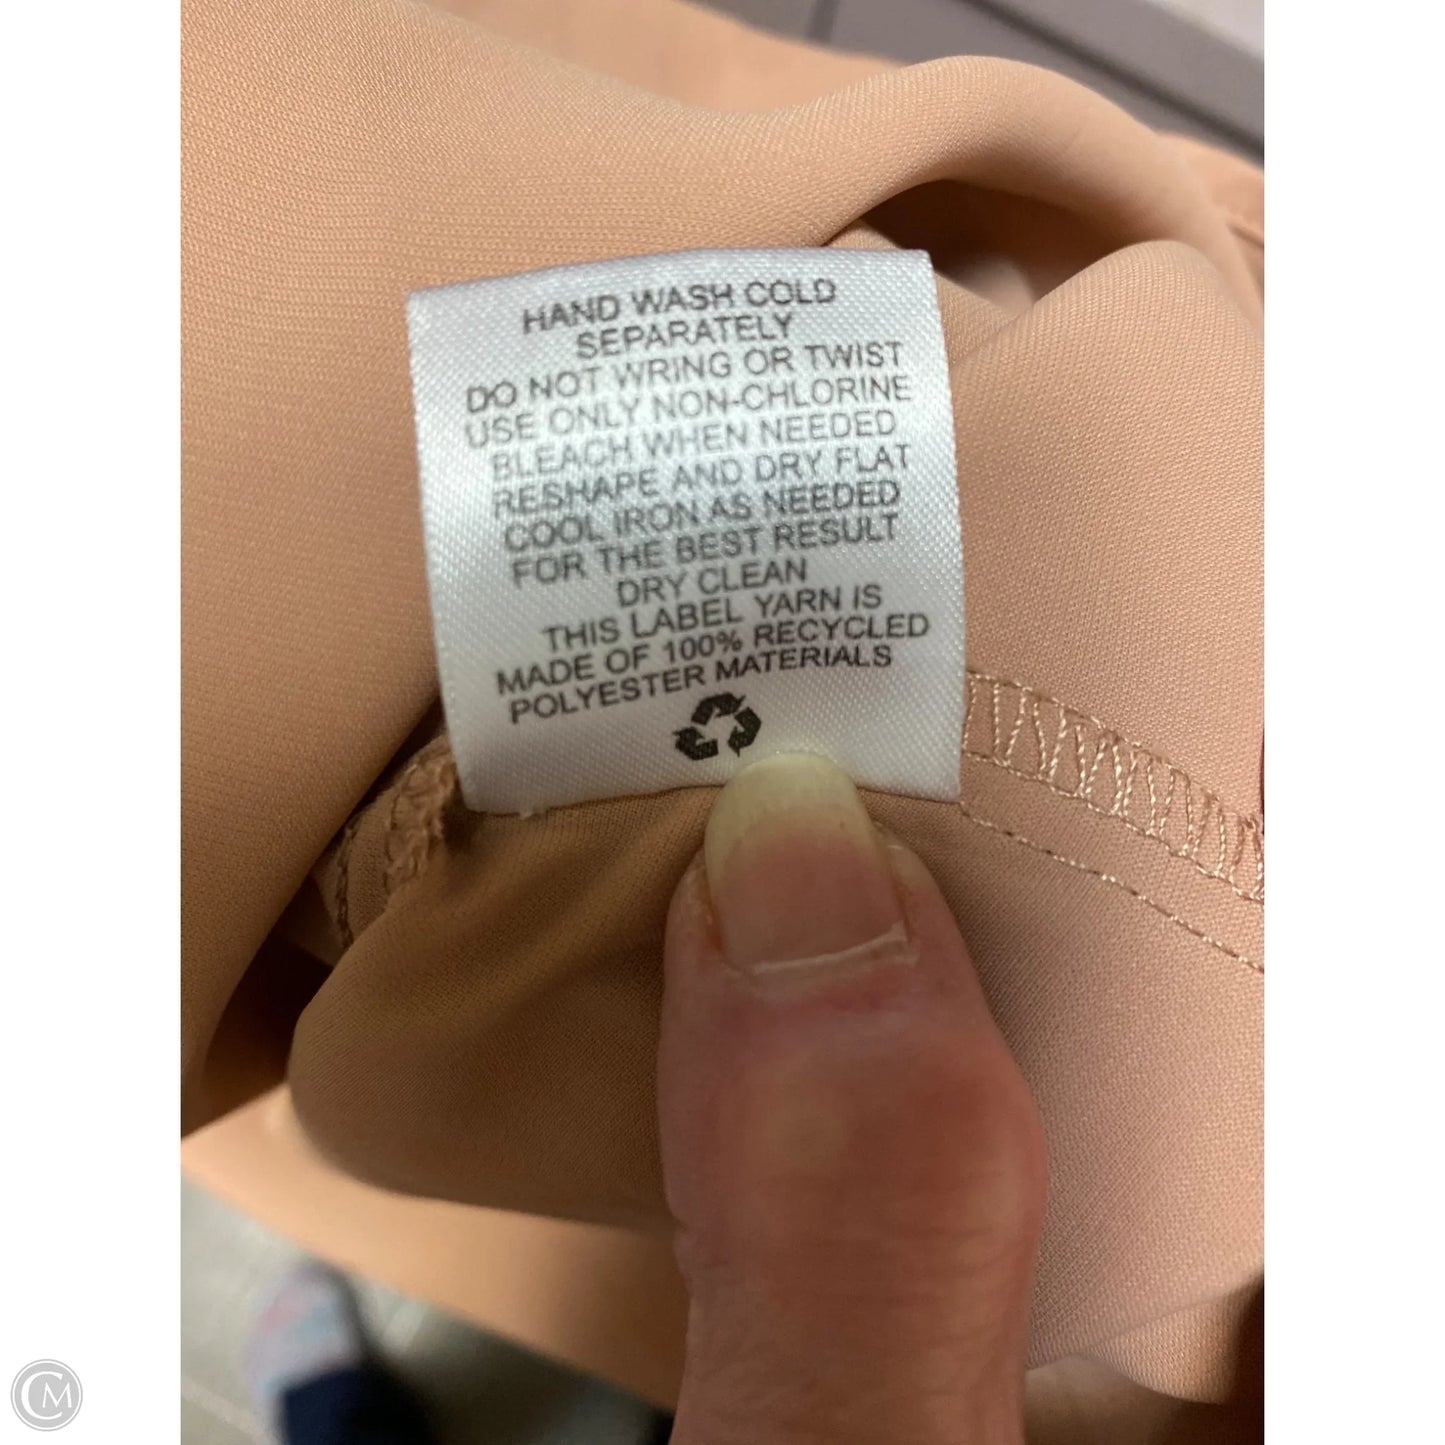 HAND WASH COLD
SEPARATELY
DO NOT WRING OR TWIST
USE ONLY NON-CHLORINE
BLEACH WHEN NEEDED
RESHAPE AND DRY FLAT
COOL IRON AS NEEDED
FOR THE BEST RESULT
DRY CLEAN
THIS LABEL YARN IS
MADE OF 100% RECYCLED
POLYESTER MATERIALS
CM